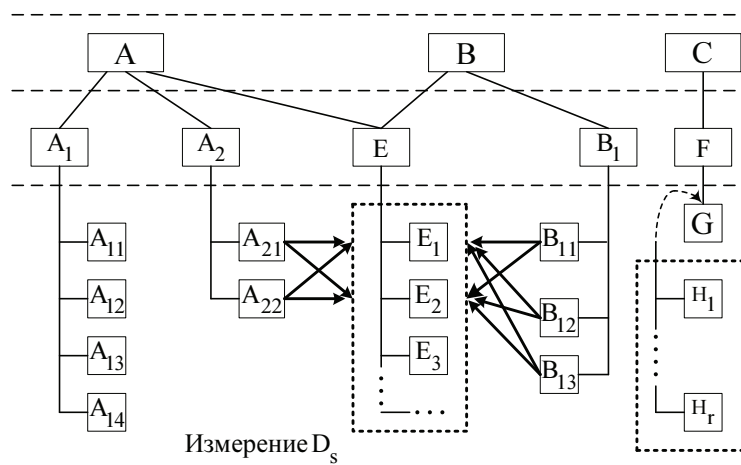 A B C
A₁ A₂ E B₁ F
G
A₁₁ A₂₁ E₁ B₁₁
A₁₂ A₂₂ E₂ B₁₂ H₁
A₁₃ E₃ B₁₃
A₁₄ Hᵣ
Измерение Dₛ